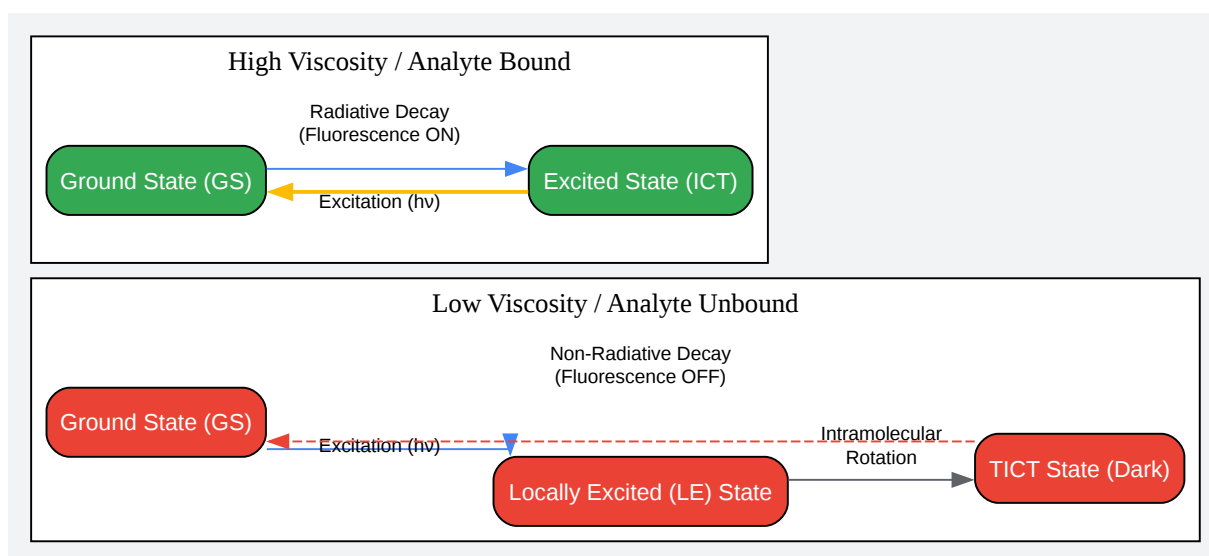 High Viscosity / Analyte Bound
Radiative Decay
(Fluorescence ON)
Ground State (GS)
Excited State (ICT)
Excitation (hν)
Low Viscosity / Analyte Unbound
Non-Radiative Decay
(Fluorescence OFF)
Ground State (GS)
Excitation (hν)
Intramolecular
Rotation
TICT State (Dark)
Locally Excited (LE) State